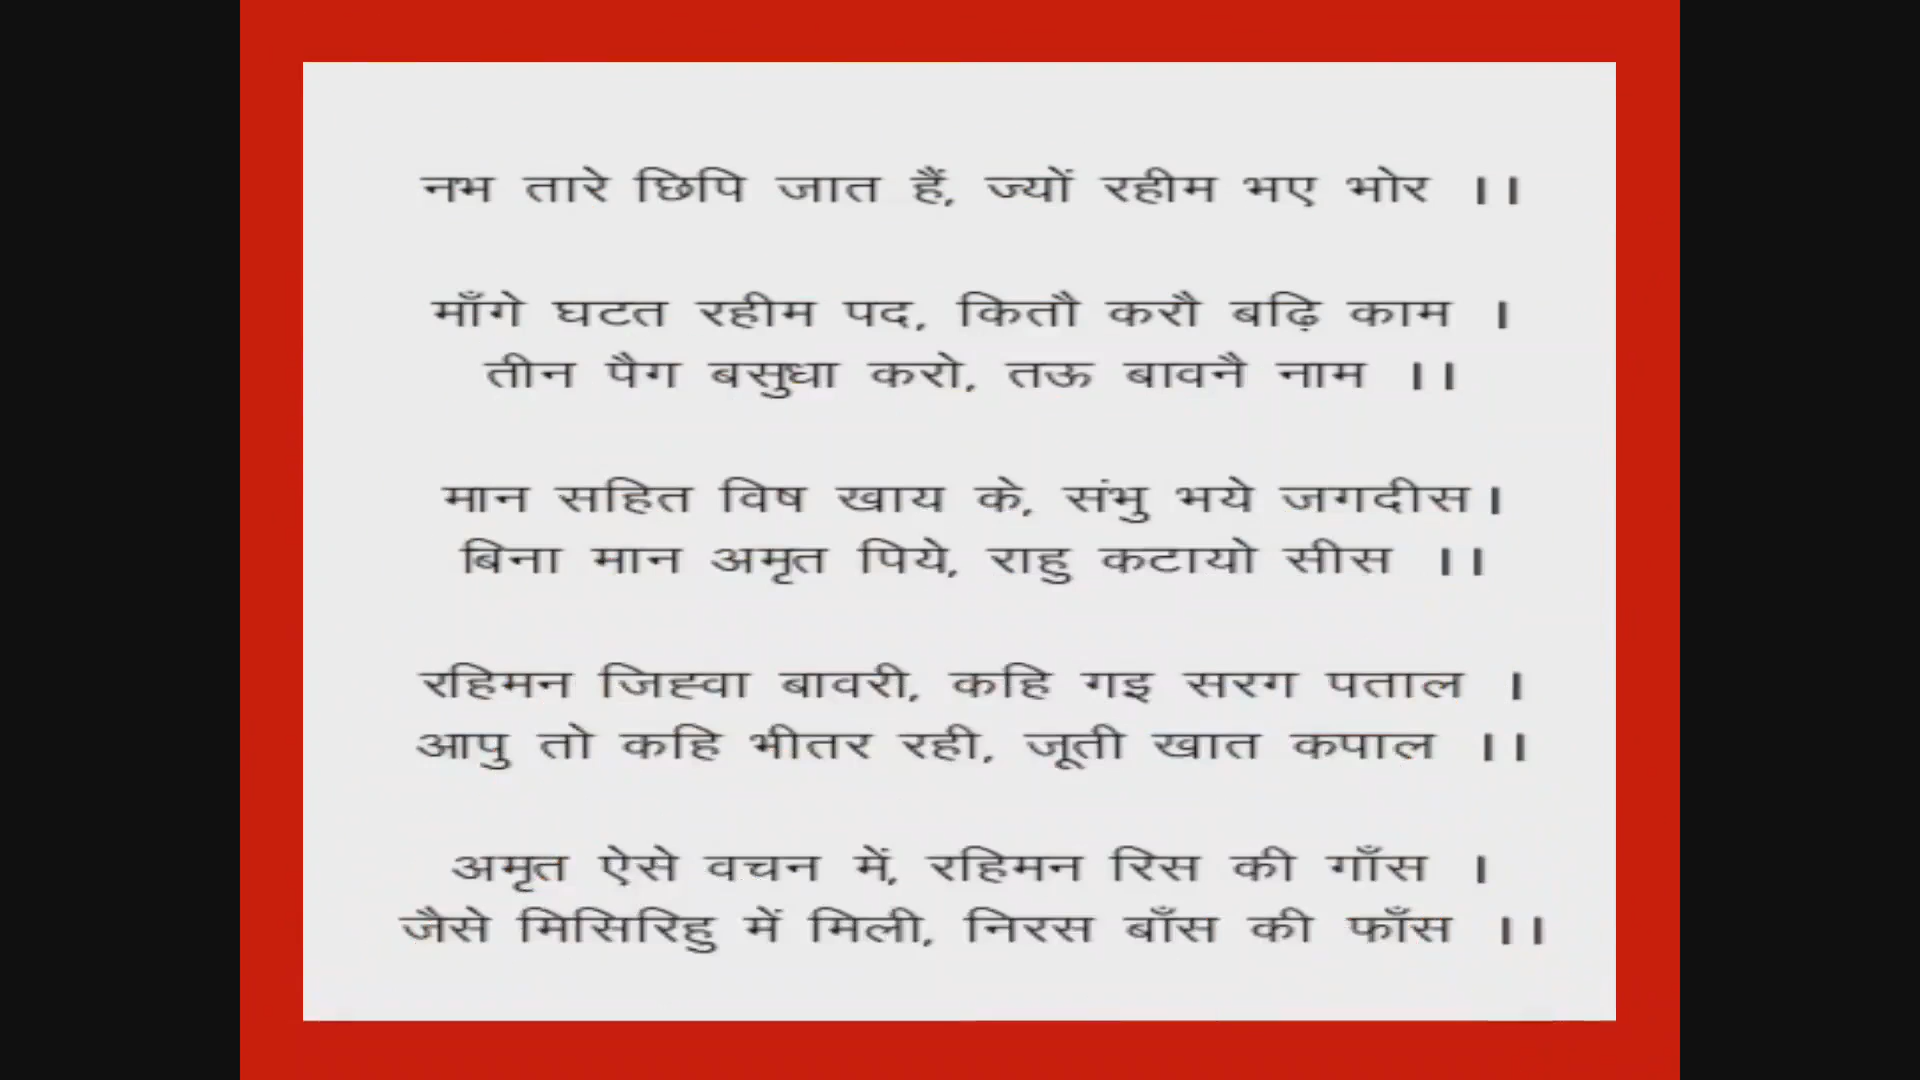 नभ तारे छिपि जात हैं, ज्यों रहीम भए भोर ।।
माँगे घटत रहीम पद, कितौ करौ बढ़ि काम ।
तीन पैग बसुधा करो, तऊ बावनै नाम ।।
मान सहित विष खाय के, संभु भये जगदीस।
बिना मान अमृत पिये, राहु कटायो सीस ।।
रहिमन जिह्वा बावरी, कहि गइ सरग पताल ।
आपु तो कहि भीतर रही, जूती खात कपाल ।।
अमृत ऐसे वचन में, रहिमन रिस की गाँस ।
जैसे मिसिरिहु में मिली, निरस बाँस की फाँस ।।